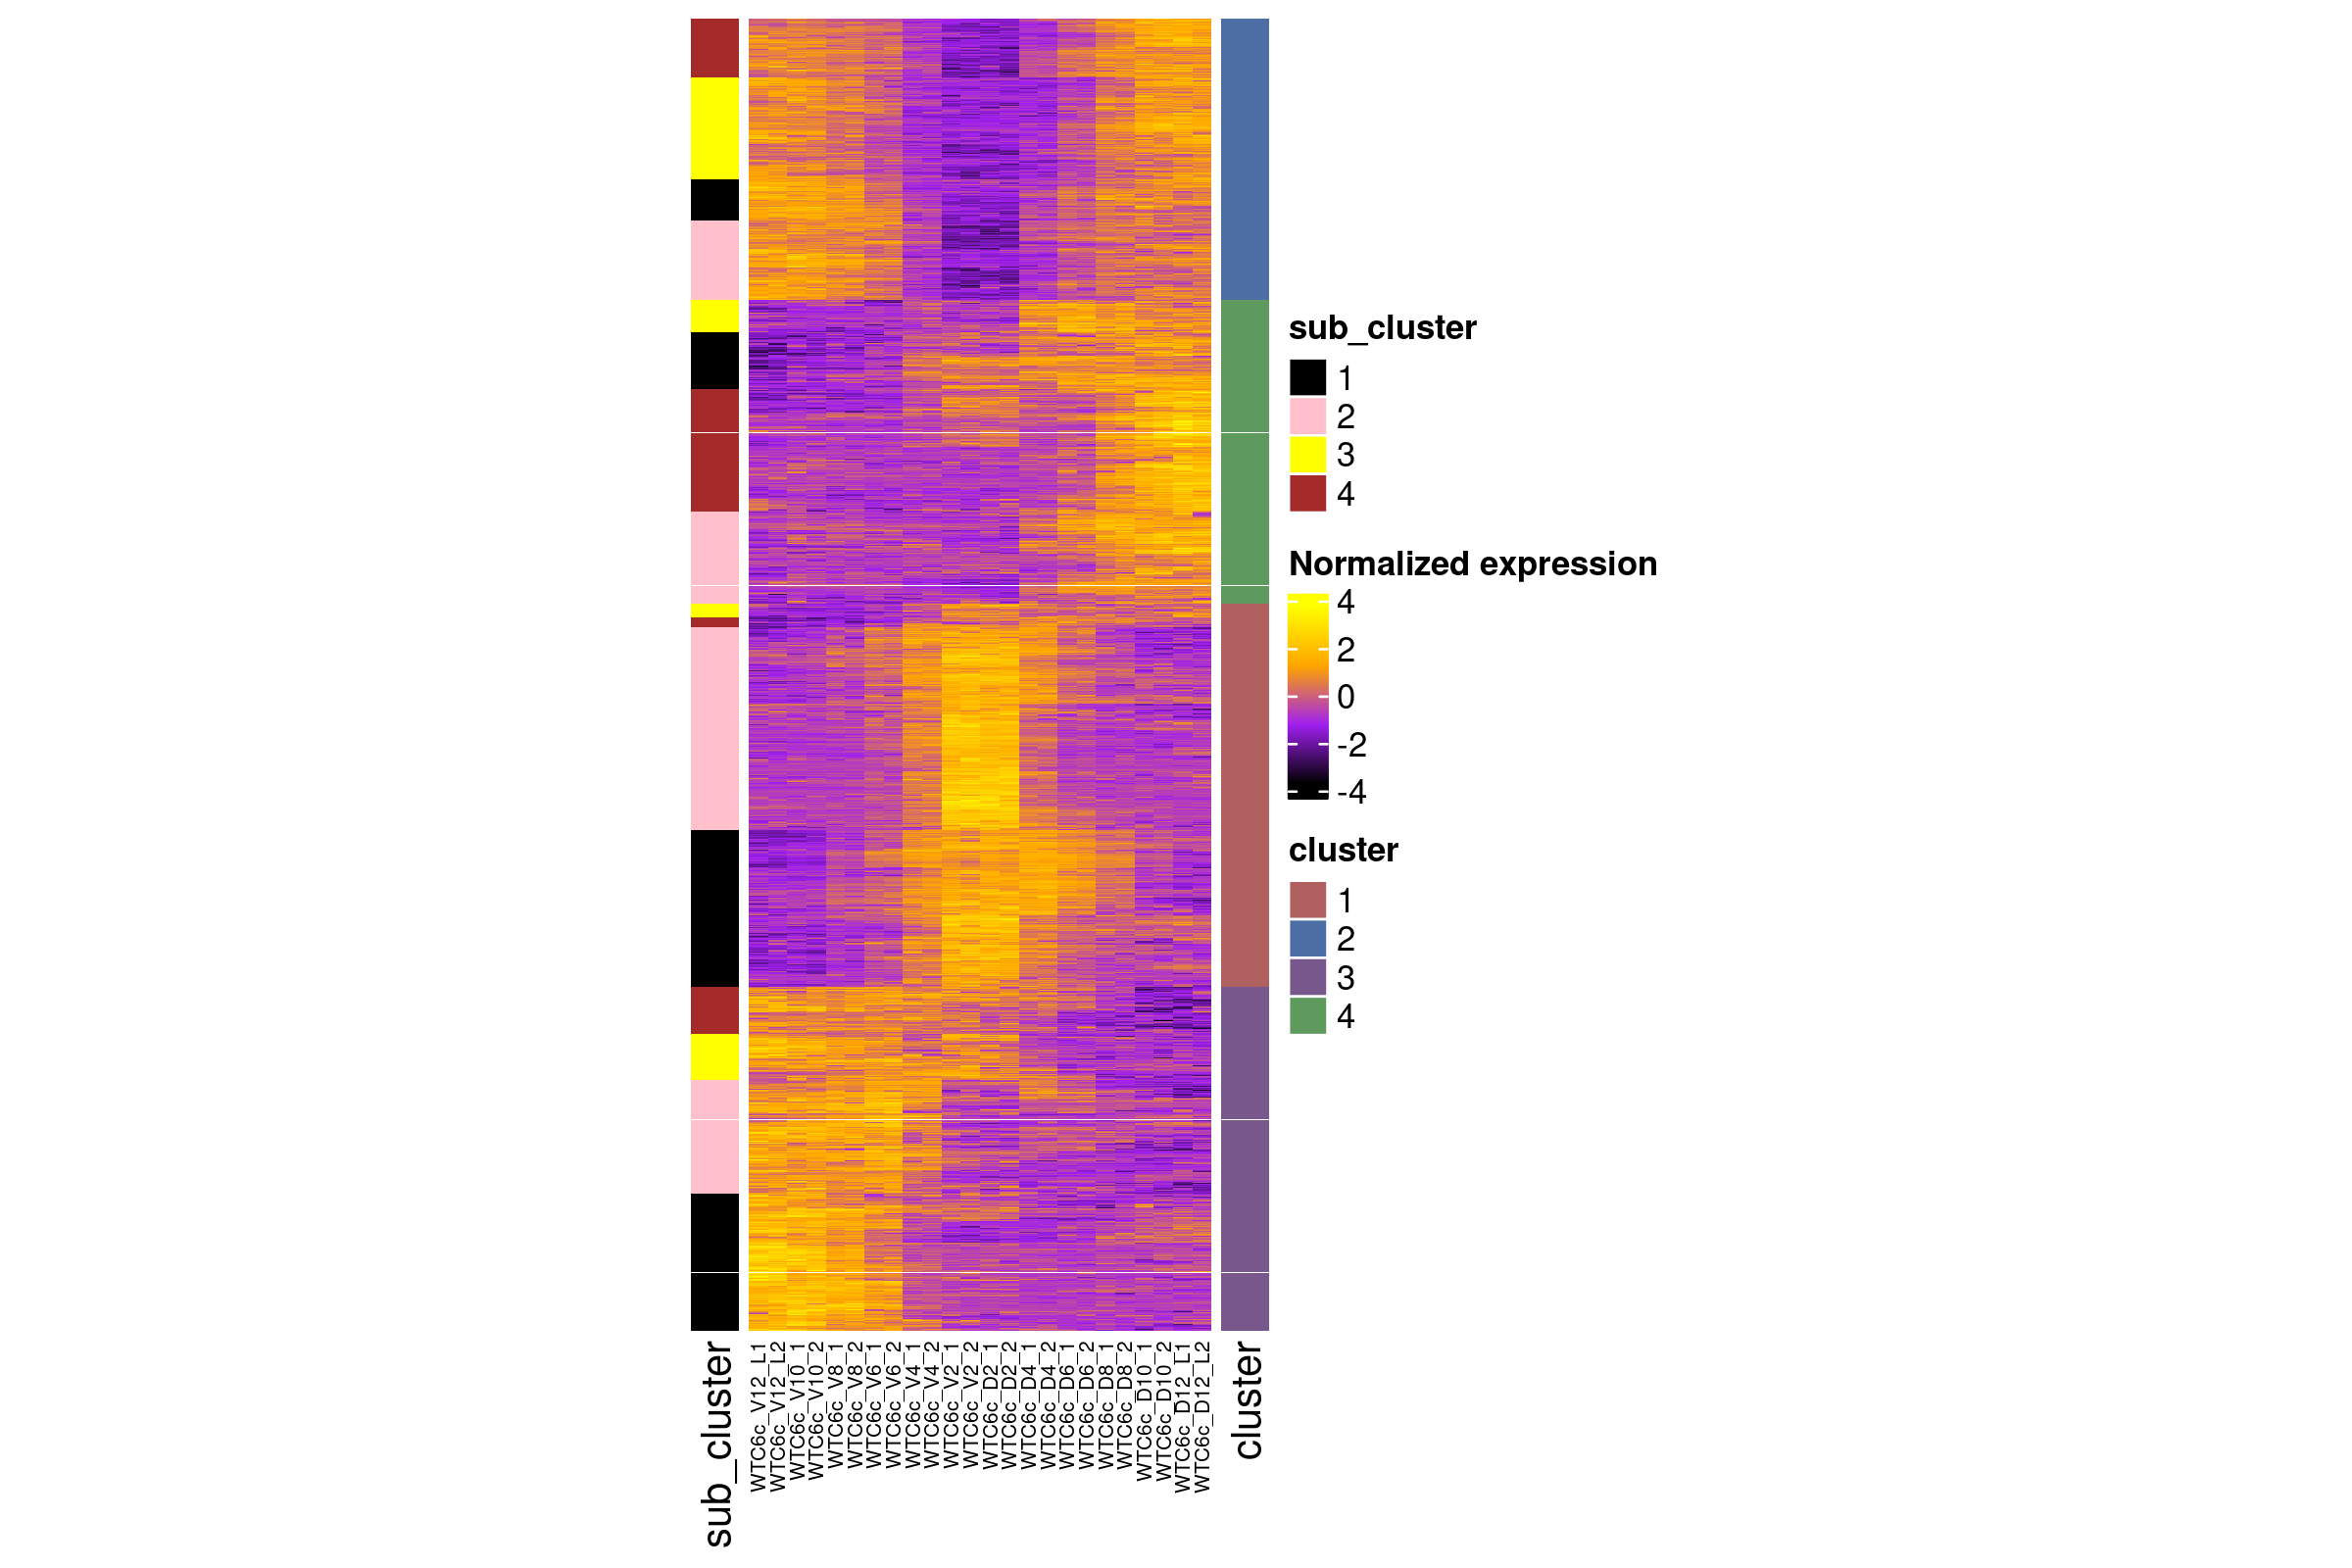 sub_cluster
1
2
3
4
Normalized expression
4
2
0
-2
-4
cluster
1
2
3
4
sub_cluster
WTC6c_V12_L1
WTC6c_V12_L2
WTC6c_V10_1
WTC6c_V10_2
WTC6c_V8_1
WTC6c_V8_2
WTC6c_V6_1
WTC6c_V6_2
WTC6c_V4_1
WTC6c_V4_2
WTC6c_V2_1
WTC6c_V2_2
WTC6c_D2_1
WTC6c_D2_2
WTC6c_D4_1
WTC6c_D4_2
WTC6c_D6_1
WTC6c_D6_2
WTC6c_D8_1
WTC6c_D8_2
WTC6c_D10_1
WTC6c_D10_2
WTC6c_D12_L1
WTC6c_D12_L2
cluster